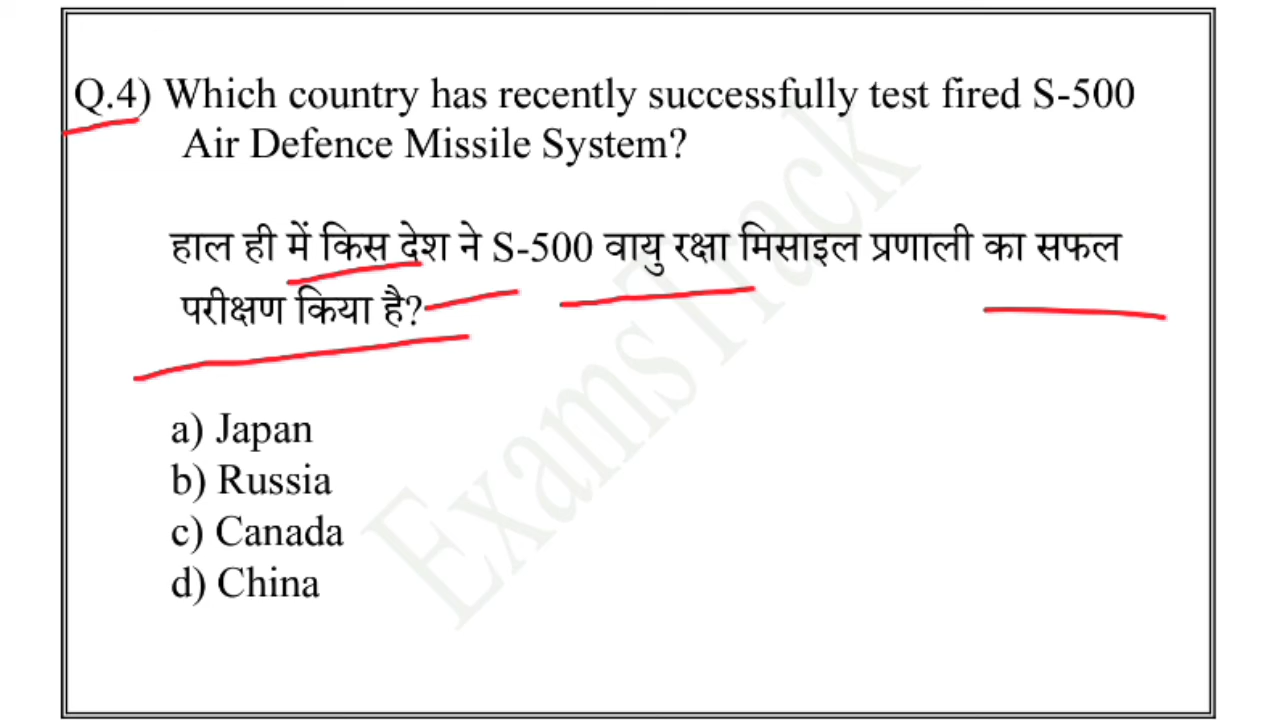 Q.4) Which country has recently successfully test fired S-500
Air Defence Missile System?
हाल ही में किस देश ने S-500 वायु रक्षा मिसाइल प्रणाली का सफल
परीक्षण किया है?
a) Japan
b) Russia
c) Canada
d) China
ExamsTrack